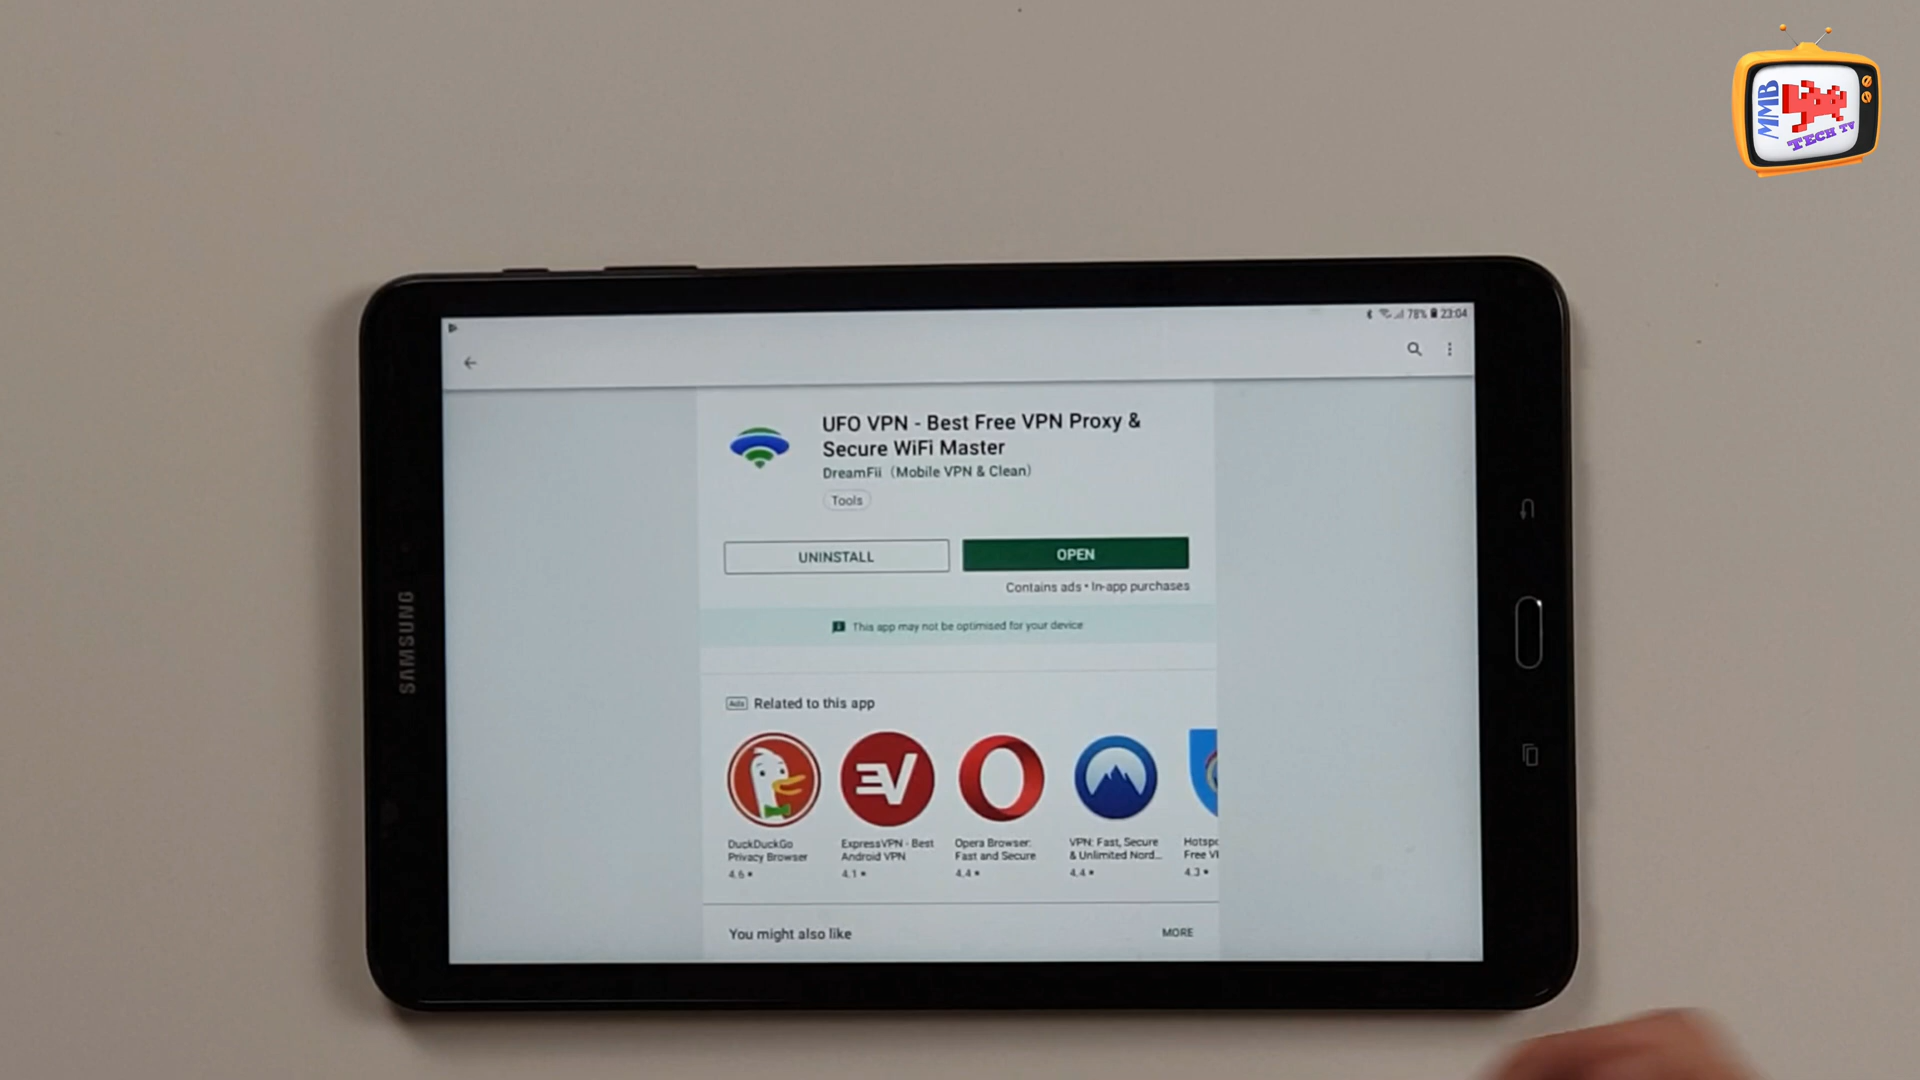 MMB
TECH TV
78% 23:04
UFO VPN - Best Free VPN Proxy &
Secure WiFi Master
DreamFii (Mobile VPN & Clean)
Tools
UNINSTALL
OPEN
Contains ads • In-app purchases
This app may not be optimised for your device
SAMSUNG
Ads Related to this app
EV
DuckDuckGo
Privacy Browser
4.6
ExpressVPN - Best
Android VPN
4.1
Opera Browser:
Fast and Secure
4.4
VPN: Fast, Secure
& Unlimited Nord...
4.4
Hotspo
Free V
4.3
You might also like
MORE